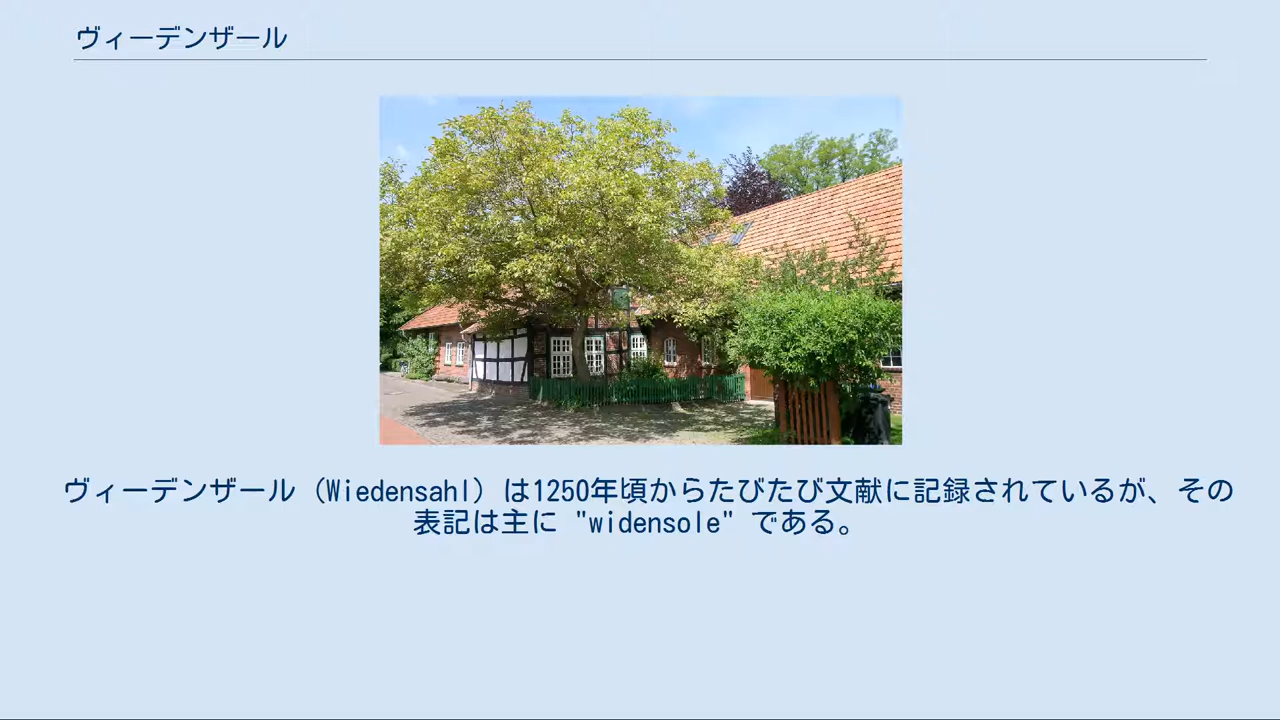 ヴィーデンザール
ヴィーデンザール (Wiedensahl) は1250年頃からたびたび文献に記録されているが、その
表記は主に "widensole" である。